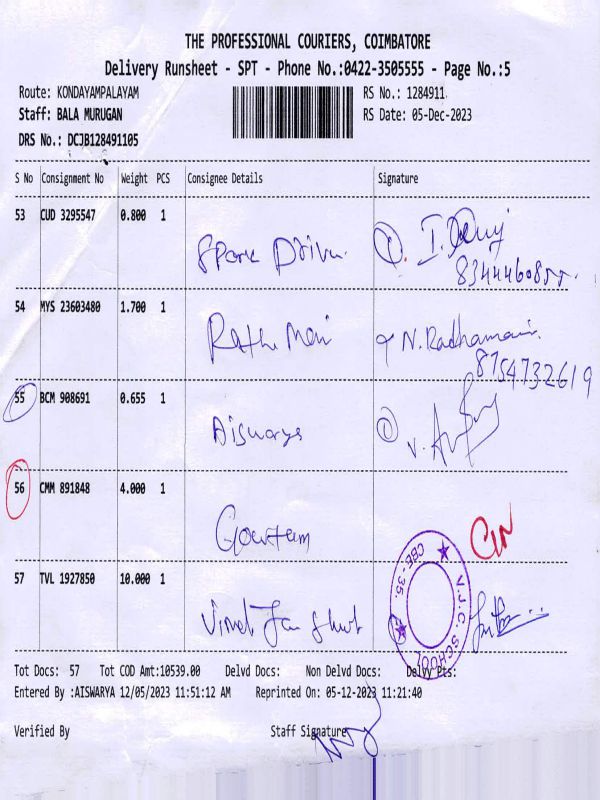 THE PROFESSIONAL COURIERS, COIMBATORE
Delivery Runsheet - SPT - Phone No.:0422-3505555 - Page No.:5
Route: KONDAYAMPALAYAM RS No.: 1284911
Staff: BALA MURUGAN RS Date: 05-Dec-2023
DRS No.: DCJB128491105
S No Consignment No Weight PCS Consignee Details Signature
53 CUD 3295547 0.800 1
Spark Drive 8344460855
54 MYS 23603480 1.700 1
N. Radhamani
8754732619
55 BCM 908691 0.655 1
Aiswarya
56 CMM 891848 4.000 1
Goutam
57 TVL 1927850 10.000 1
V.J.C. SCHOOL CBE-35.
Tot Docs: 57 Tot COD Amt:10539.00 Delvd Docs: Non Delvd Docs: Delvy Pts:
Entered By :AISWARYA 12/05/2023 11:51:12 AM Reprinted On: 05-12-2023 11:21:40
Verified By Staff Signature